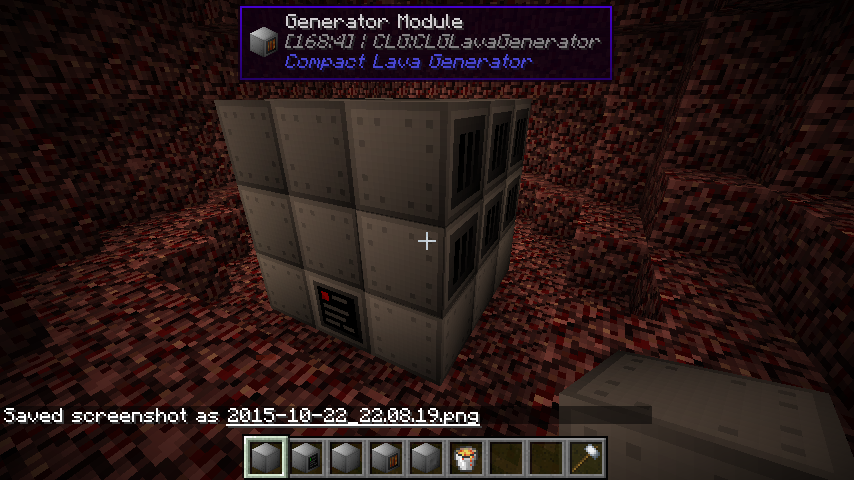 Generator Module
[168:4] | CLG:CLGLavaGenerator
Compact Lava Generator
Saved screenshot as 2015-10-22_22.08.19.png